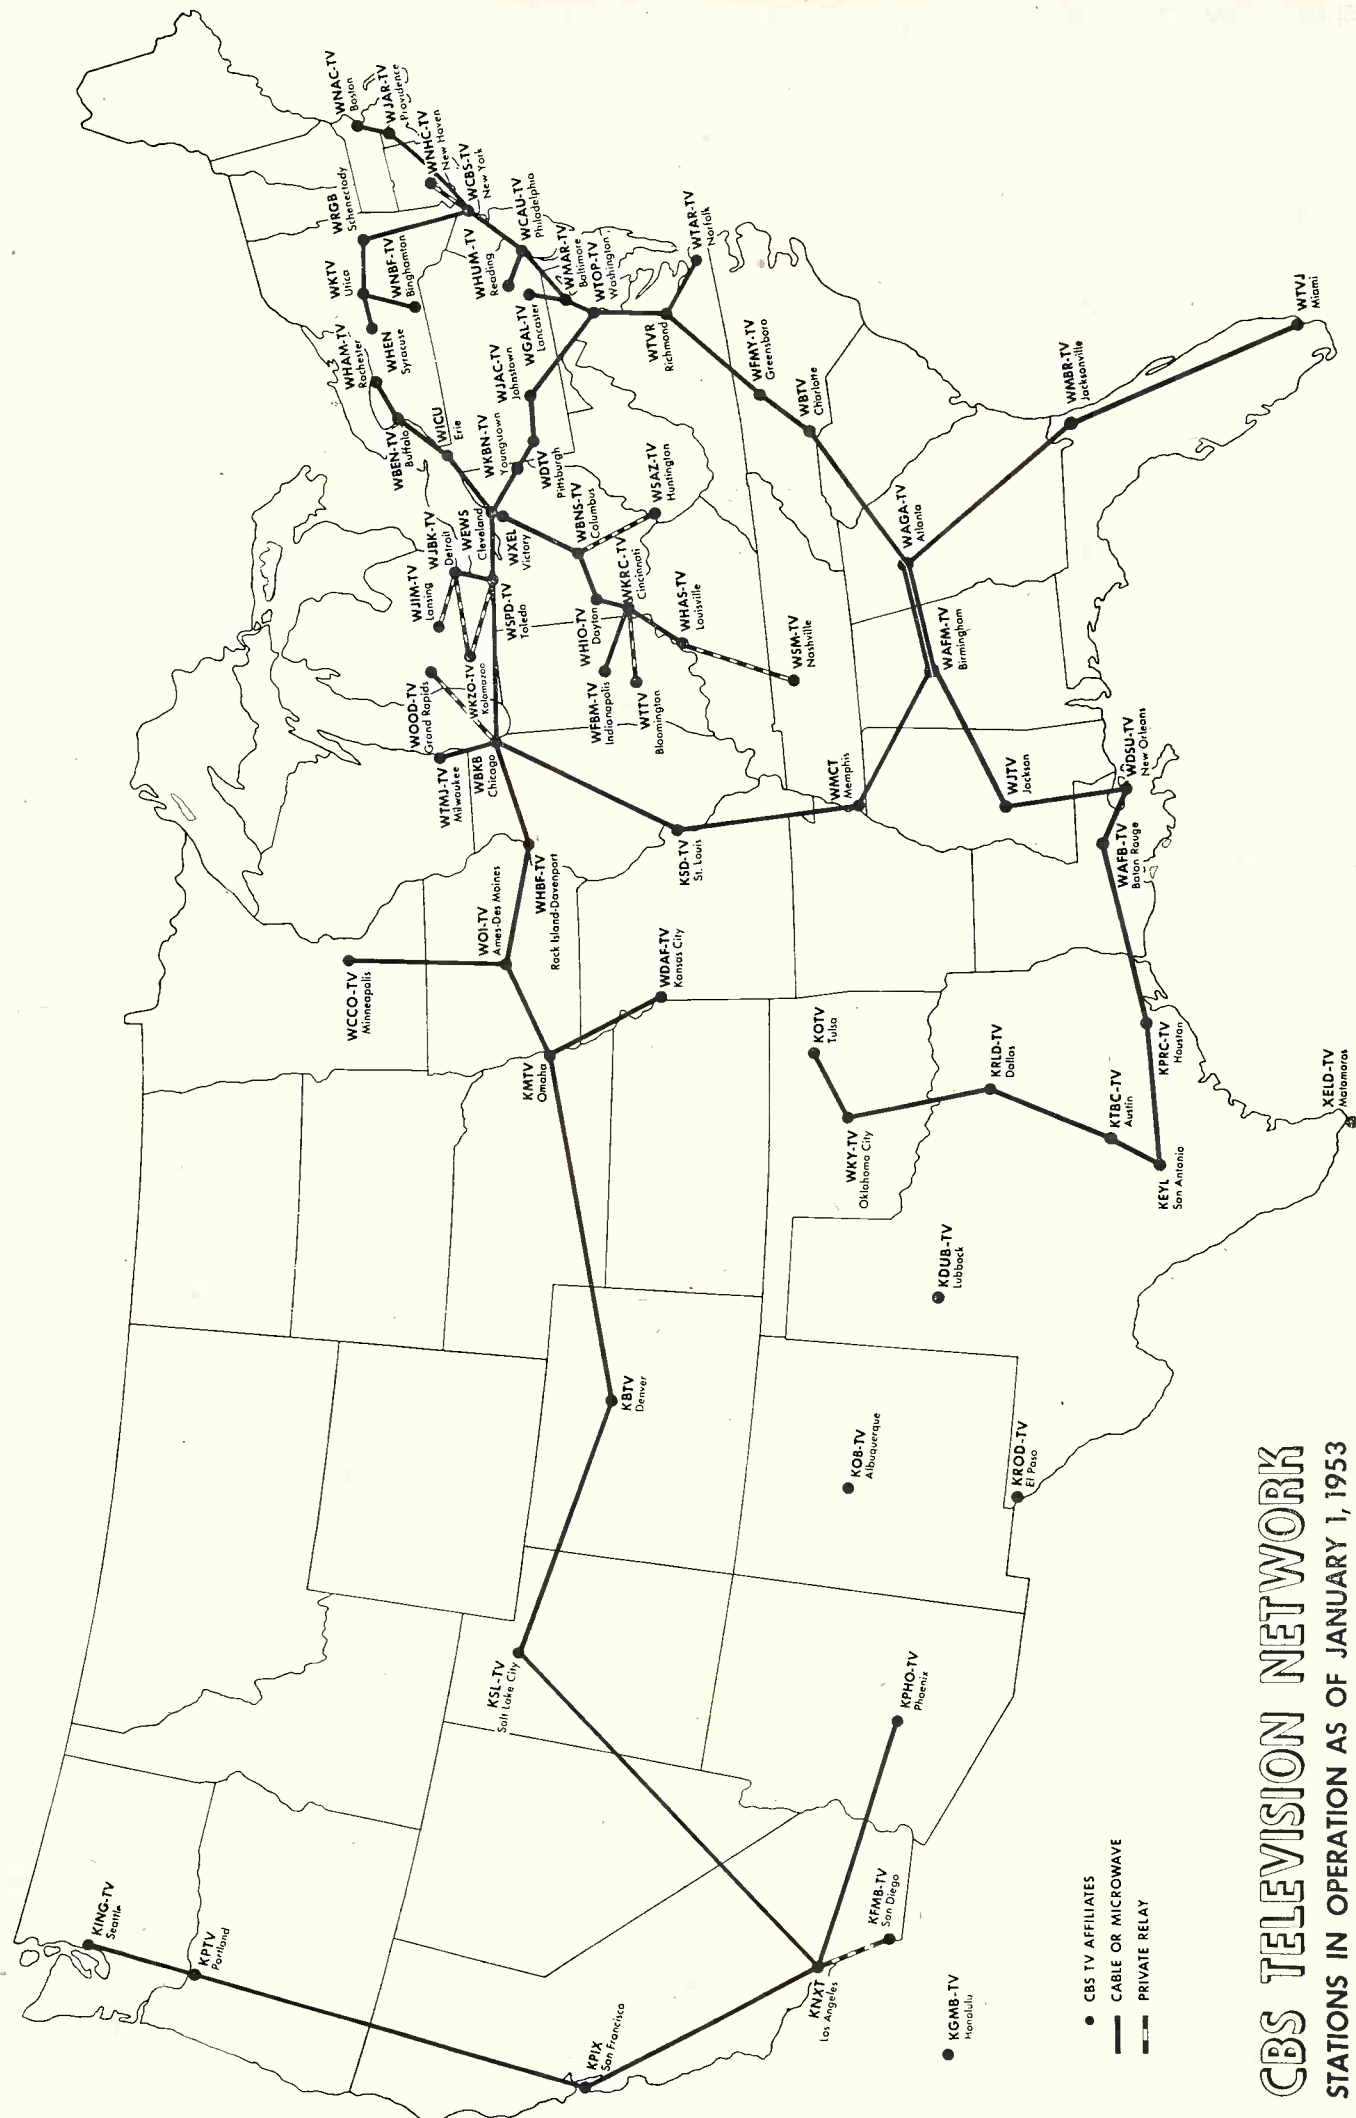 CBS TELEVISION NETWORK
STATIONS IN OPERATION AS OF JANUARY 1, 1953
CBS TV AFFILIATES
CABLE OR MICROWAVE
PRIVATE RELAY
KING-TV
Seattle
KPTV
Portland
KPIX
San Francisco
KNXT
Los Angeles
KFMB-TV
San Diego
KGMB-TV
Honolulu
KPHO-TV
Phoenix
KSL-TV
Salt Lake City
KBTV
Denver
KOB-TV
Albuquerque
KROD-TV
El Paso
KDUB-TV
Lubbock
KEYL
San Antonio
KTBC-TV
Austin
KRLD-TV
Dallas
WKY-TV
Oklahoma City
KOTV
Tulsa
KPRC-TV
Houston
XELD-TV
Matamoros
KMTV
Omaha
WDAF-TV
Kansas City
WCCO-TV
Minneapolis
WOI-TV
Ames-Des Moines
WHBF-TV
Rock Island-Davenport
KSD-TV
St. Louis
WMCT
Memphis
WAFB-TV
Baton Rouge
WDSU-TV
New Orleans
WJTV
Jackson
WAFM-TV
Birmingham
WAGA-TV
Atlanta
WMBR-TV
Jacksonville
WTVJ
Miami
WBTV
Charlotte
WFMY-TV
Greensboro
WTVR
Richmond
WTAR-TV
Norfolk
WTMJ-TV
Milwaukee
WBKB
Chicago
WOOD-TV
Grand Rapids
WKZO-TV
Kalamazoo
WJIM-TV
Lansing
WJBK-TV
Detroit
WSPD-TV
Toledo
WEWS
Cleveland
WXEL
Victory
WFBM-TV
Indianapolis
WTTV
Bloomington
WHIO-TV
Dayton
WKRC-TV
Cincinnati
WHAS-TV
Louisville
WSM-TV
Nashville
WBNS-TV
Columbus
WSAZ-TV
Huntington
WKBN-TV
Youngstown
WDTV
Pittsburgh
WJAC-TV
Johnstown
WICU
Erie
WBEN-TV
Buffalo
WHAM-TV
Rochester
WHEN
Syracuse
WKTV
Utica
WNBF-TV
Binghamton
WRGB
Schenectady
WHUM-TV
Reading
WGAL-TV
Lancaster
WCAU-TV
Philadelphia
WMAR-TV
Baltimore
WTOP-TV
Washington
WCBS-TV
New York
WNHC-TV
New Haven
WJAR-TV
Providence
WNAC-TV
Boston